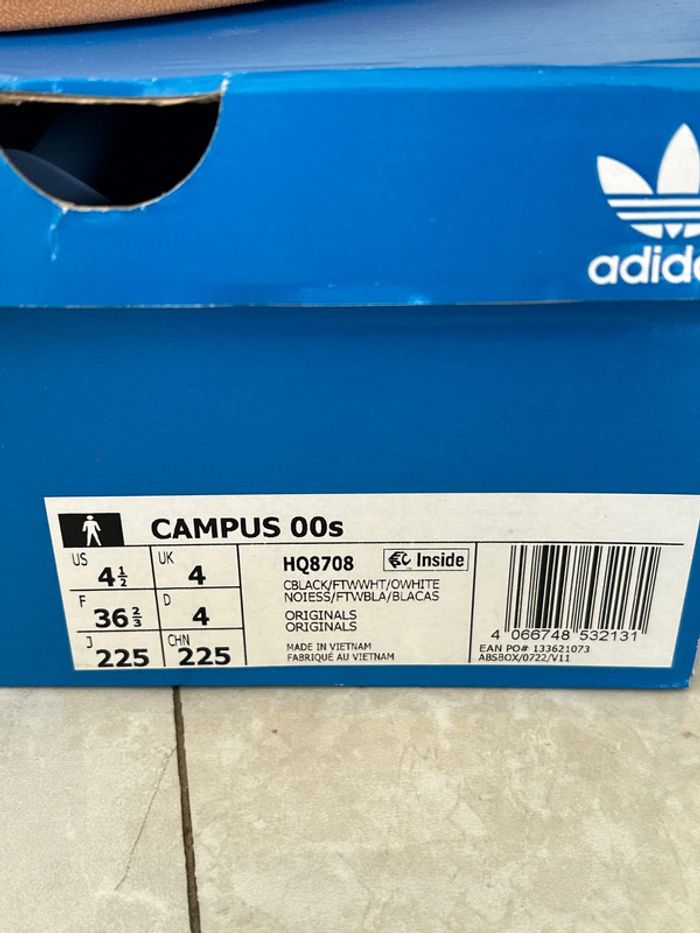 adid
CAMPUS 00s
US 4½
UK 4
F 36⅔
D 4
J 225
CHN 225
HQ8708
Inside
CBLACK/FTWWHT/OWHITE
NOIESS/FTWBLA/BLACAS
ORIGINALS
ORIGINALS
MADE IN VIETNAM
FABRIQUÉ AU VIETNAM
4 066748 532131
EAN PO# 133621073
ABSBOX/0722/V11